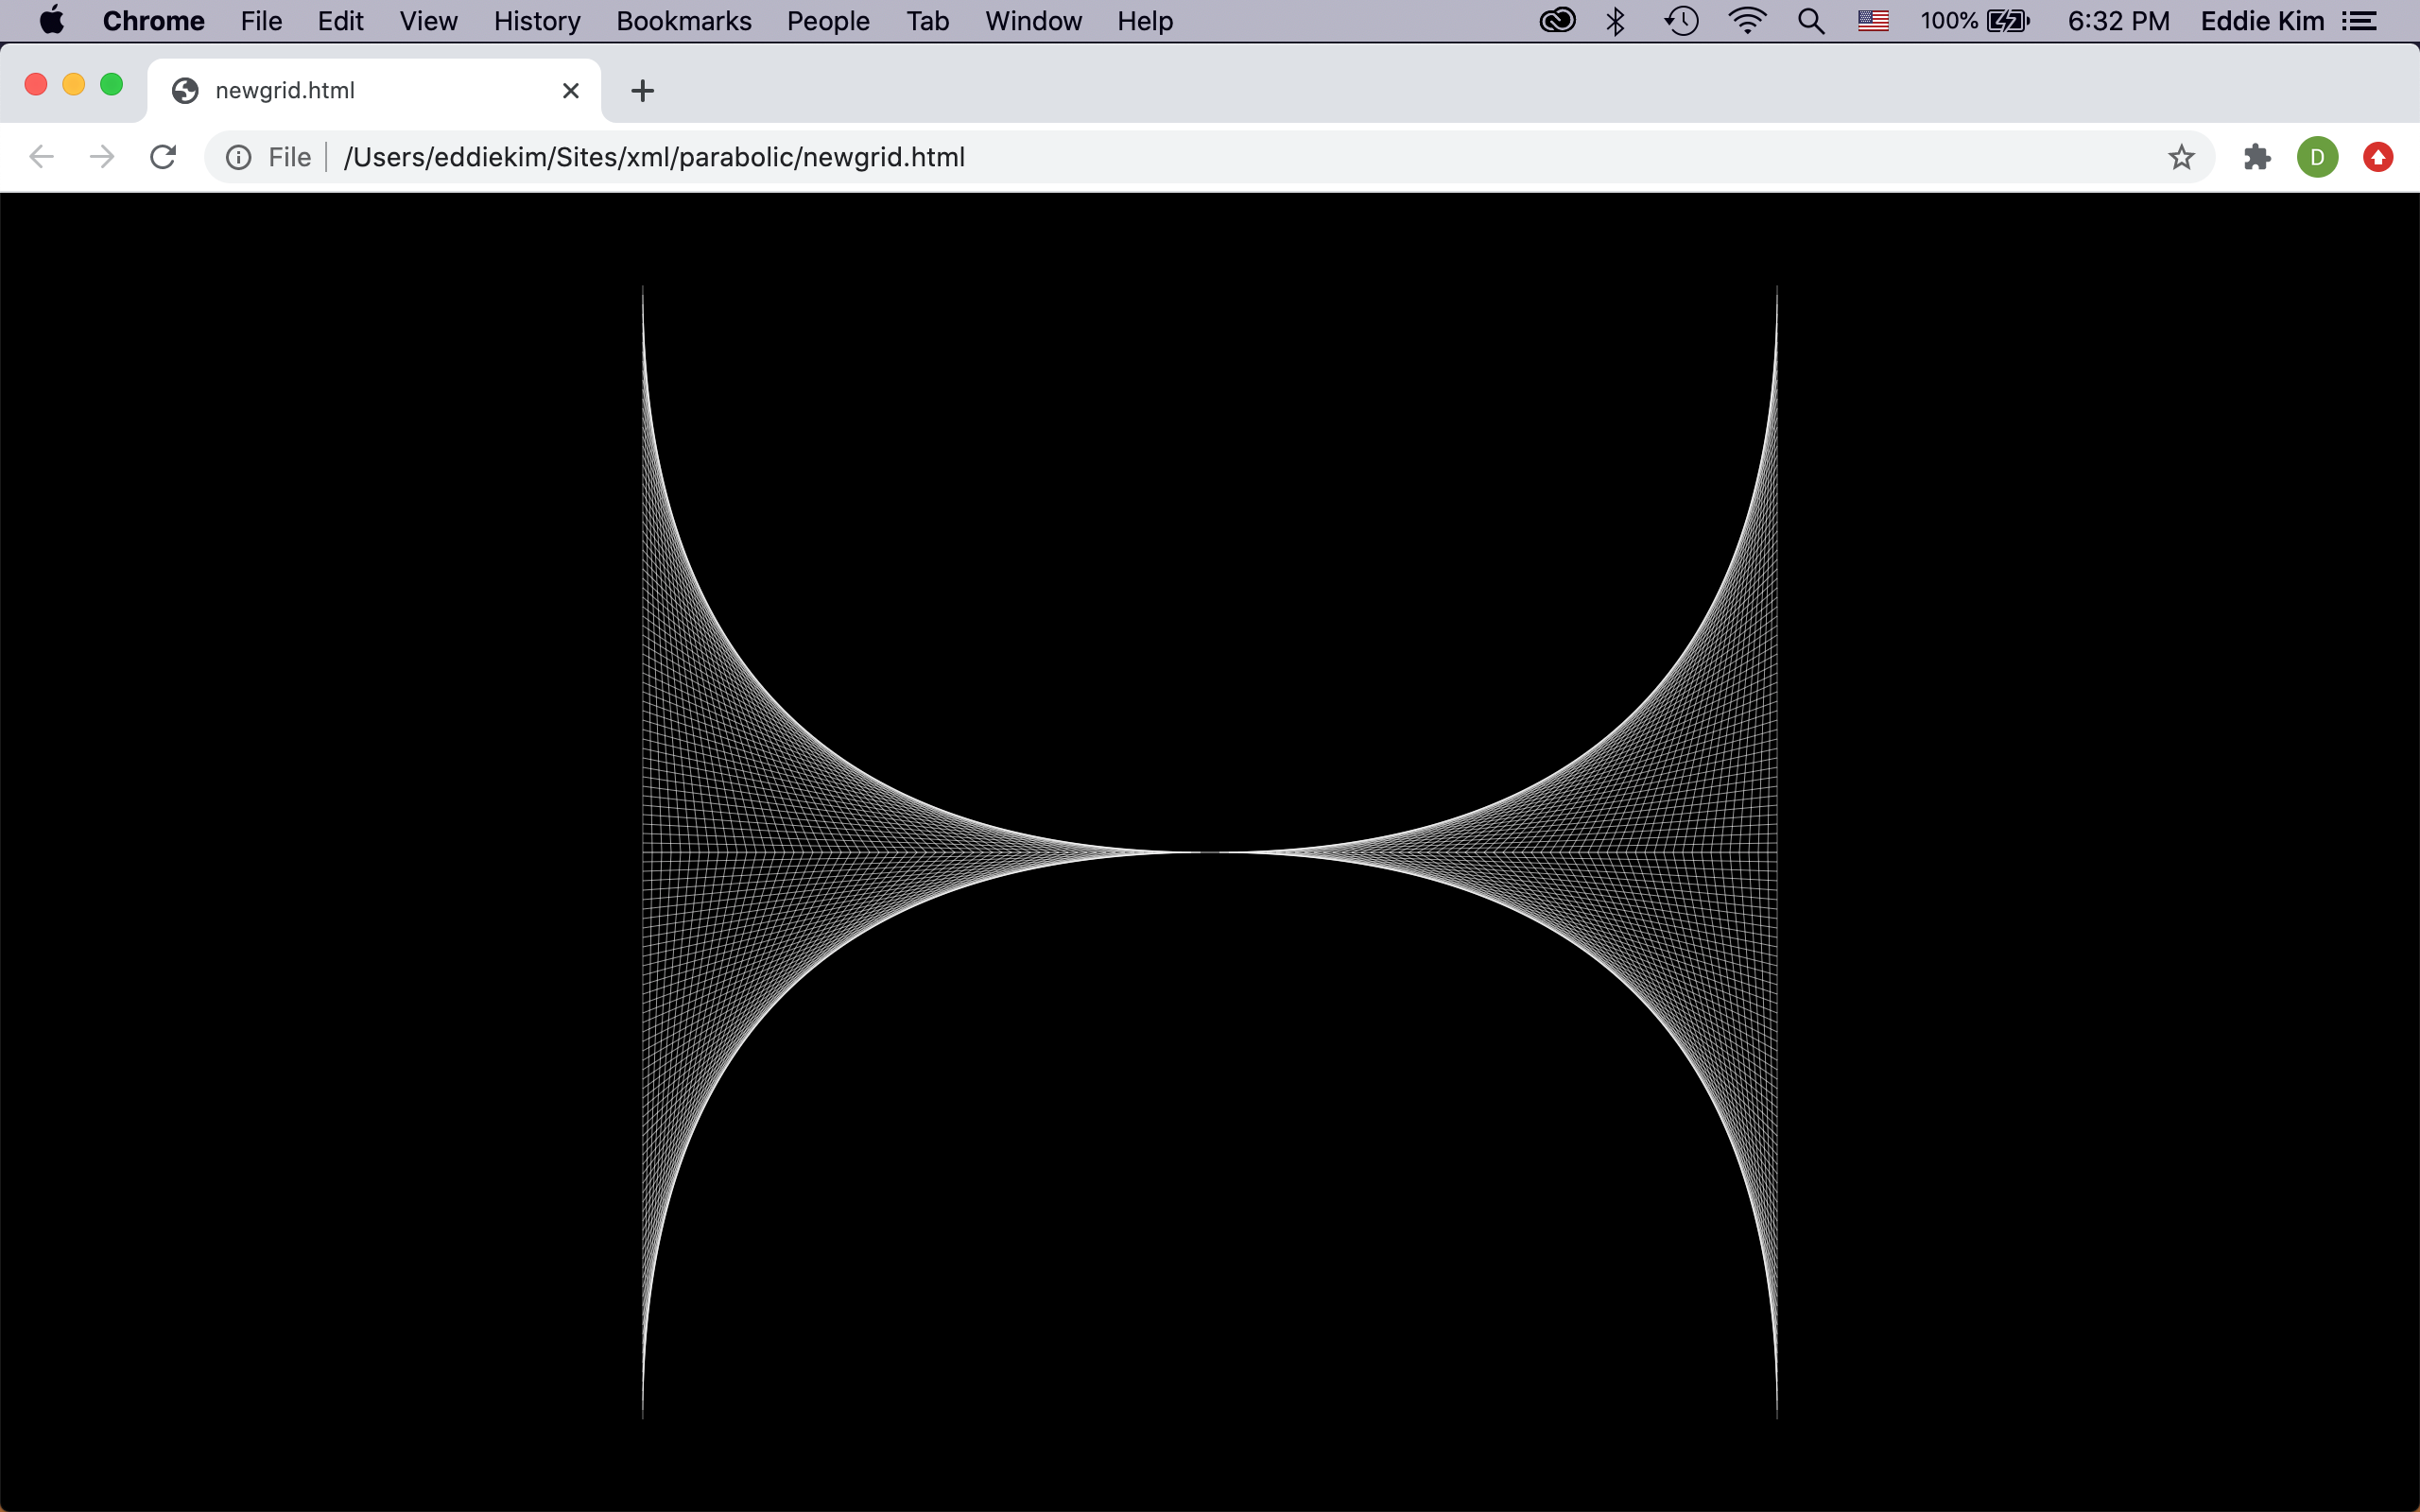 Chrome File Edit View History Bookmarks People Tab Window Help 100% 6:32 PM Eddie Kim
newgrid.html
File /Users/eddiekim/Sites/xml/parabolic/newgrid.html D